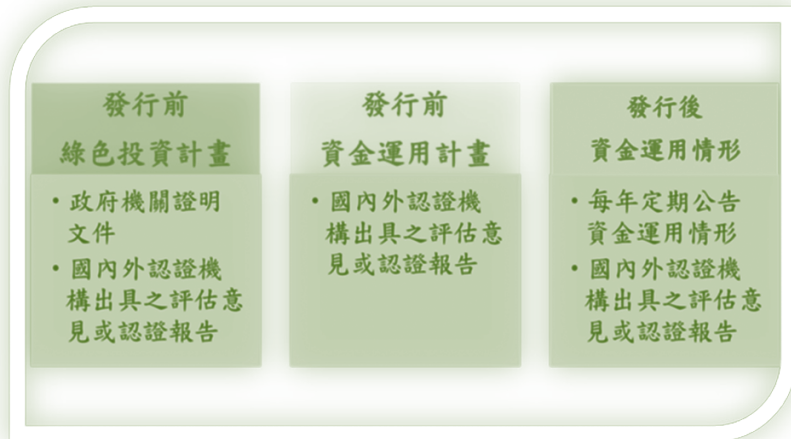 發行前
綠色投資計畫
• 政府機關證明
文件
• 國內外認證機
構出具之評估意
見或認證報告
發行前
資金運用計畫
• 國內外認證機
構出具之評估意
見或認證報告
發行後
資金運用情形
• 每年定期公告
資金運用情形
• 國內外認證機
構出具之評估意
見或認證報告